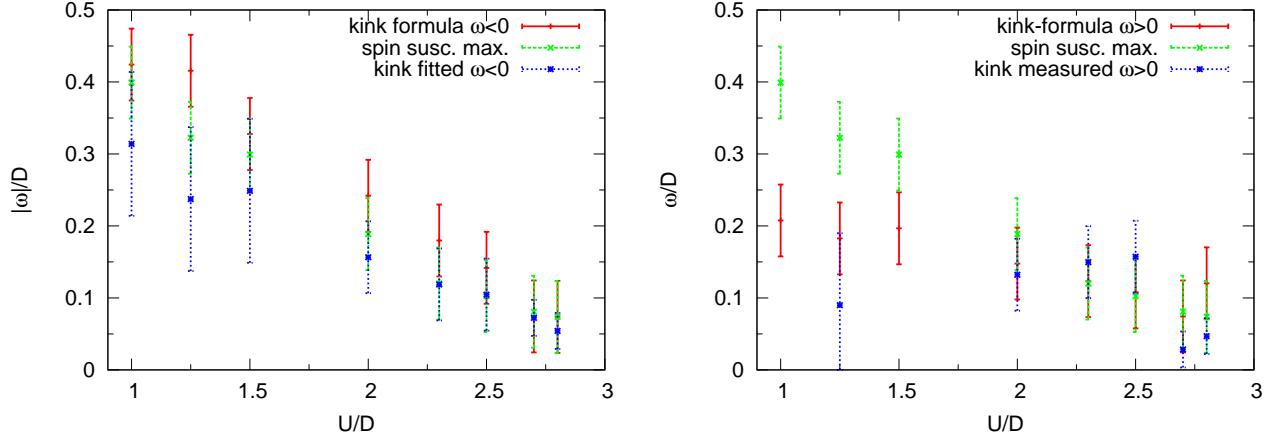 kink formula ω<0
spin susc. max.
kink fitted ω<0
0.5
0.4
0.3
0.2
0.1
0
|ω|/D
1
1.5
2
2.5
3
U/D
kink-formula ω>0
spin susc. max.
kink measured ω>0
0.5
0.4
0.3
0.2
0.1
0
ω/D
1
1.5
2
2.5
3
U/D